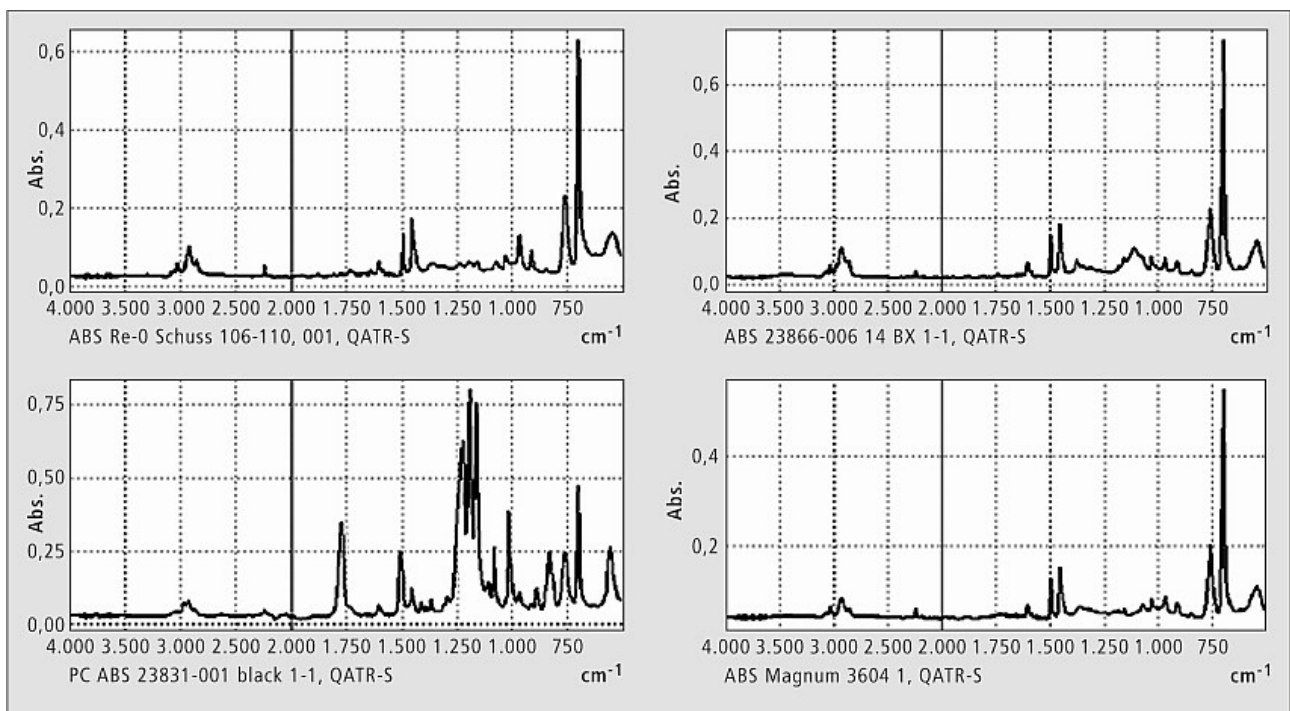 0,6
0,4
0,2
0,0
Abs.
4.000 3.500 3.000 2.500 2.000 1.750 1.500 1.250 1.000 750
ABS Re-0 Schuss 106-110, 001, QATR-S cm-1
0,6
0,4
0,2
0,0
Abs.
4.000 3.500 3.000 2.500 2.000 1.750 1.500 1.250 1.000 750
ABS 23866-006 14 BX 1-1, QATR-S cm-1
0,75
0,50
0,25
0,00
Abs.
4.000 3.500 3.000 2.500 2.000 1.750 1.500 1.250 1.000 750
PC ABS 23831-001 black 1-1, QATR-S cm-1
0,4
0,2
Abs.
4.000 3.500 3.000 2.500 2.000 1.750 1.500 1.250 1.000 750
ABS Magnum 3604 1, QATR-S cm-1